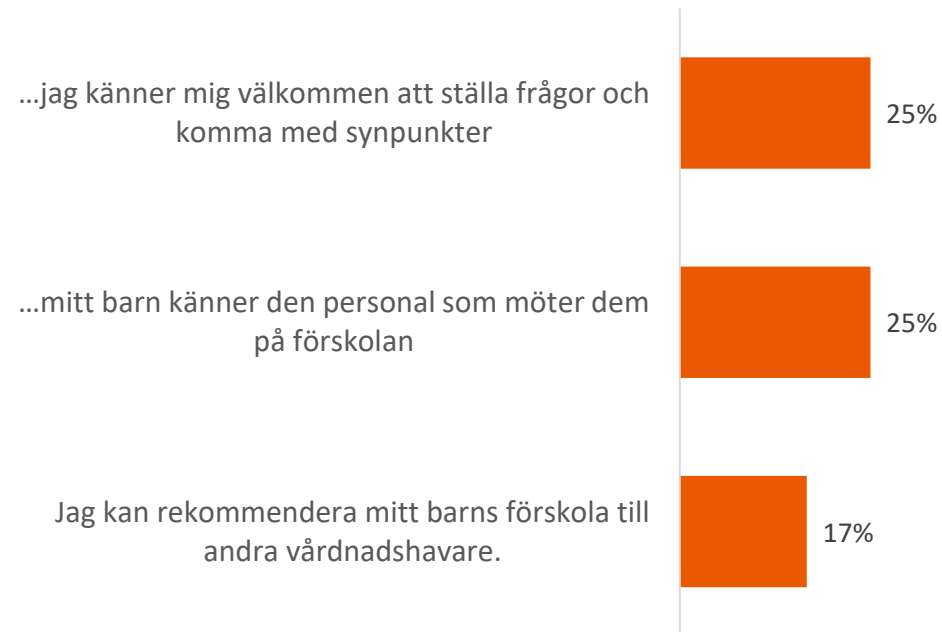 ...jag känner mig välkommen att ställa frågor och
komma med synpunkter
25%
...mitt barn känner den personal som möter dem
på förskolan
25%
Jag kan rekommendera mitt barns förskola till
andra vårdnadshavare.
17%